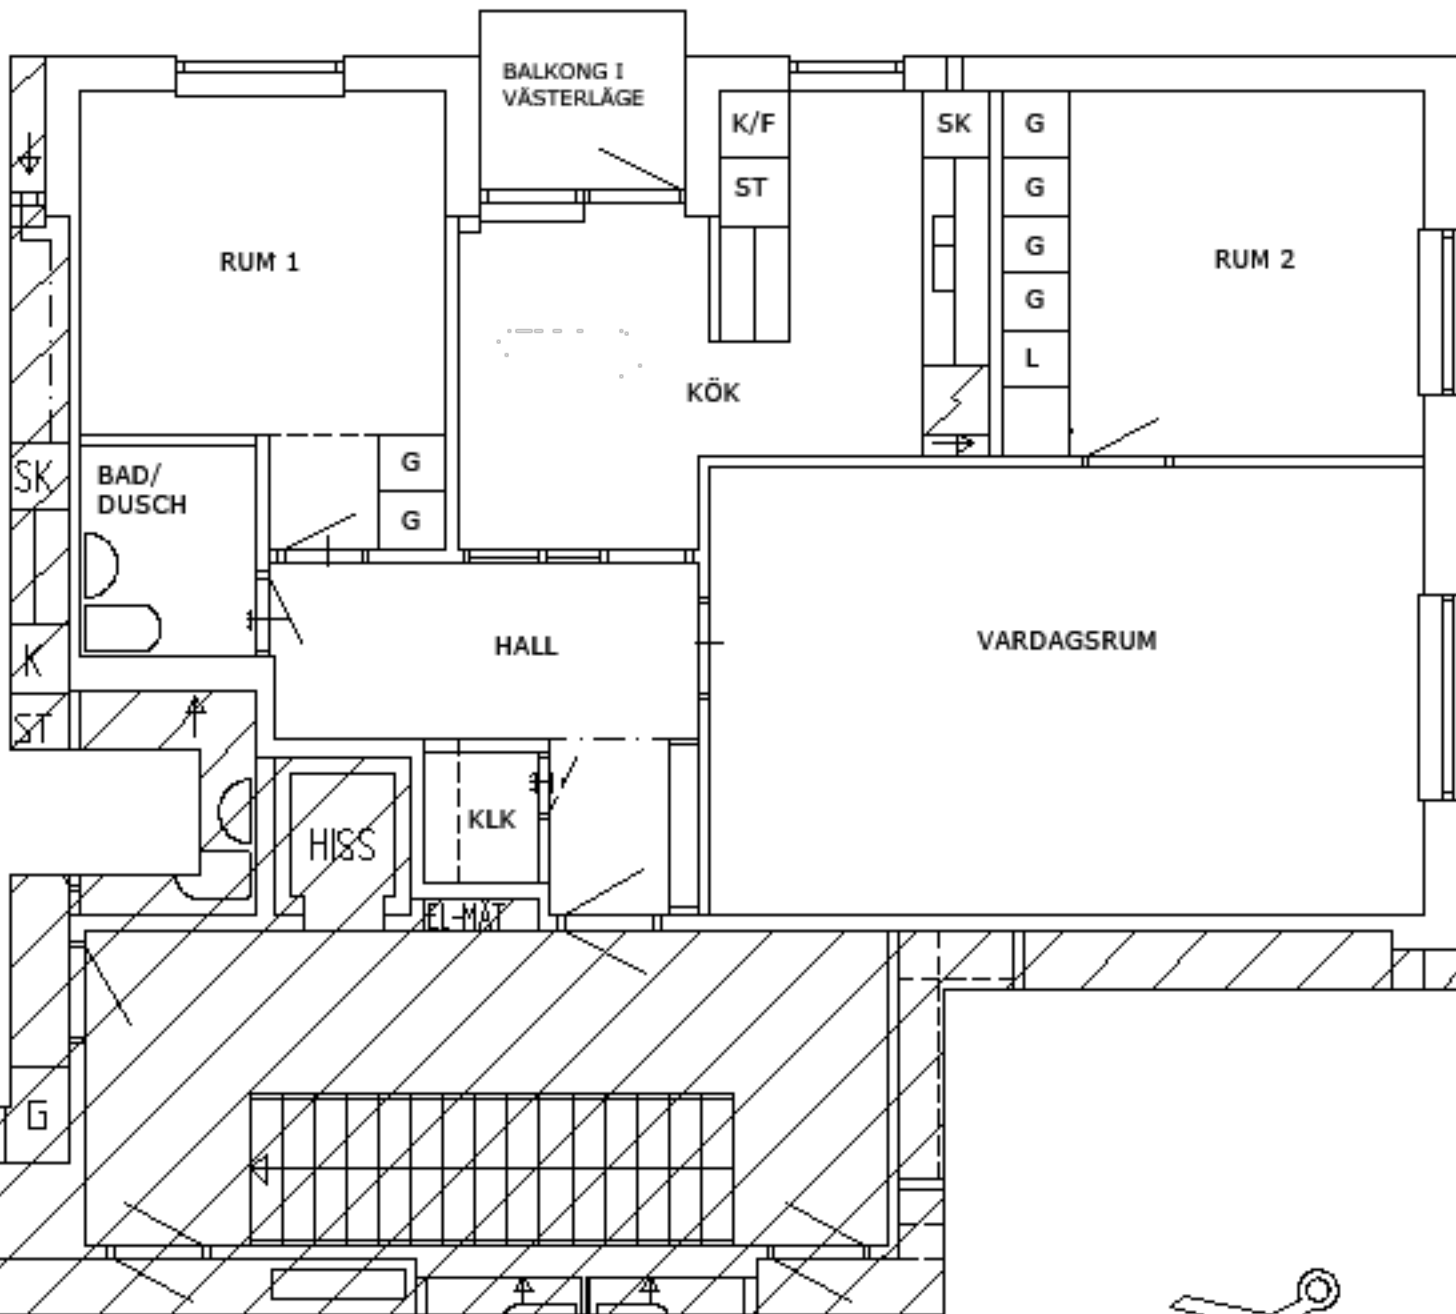 BALKONG I
VÄSTERLÄGE
K/F
SK
G
ST
G
G
RUM 1
RUM 2
G
L
KÖK
SK
BAD/
DUSCH
G
G
K
HALL
VARDAGSRUM
ST
KLK
HISS
EL-MÄT
G